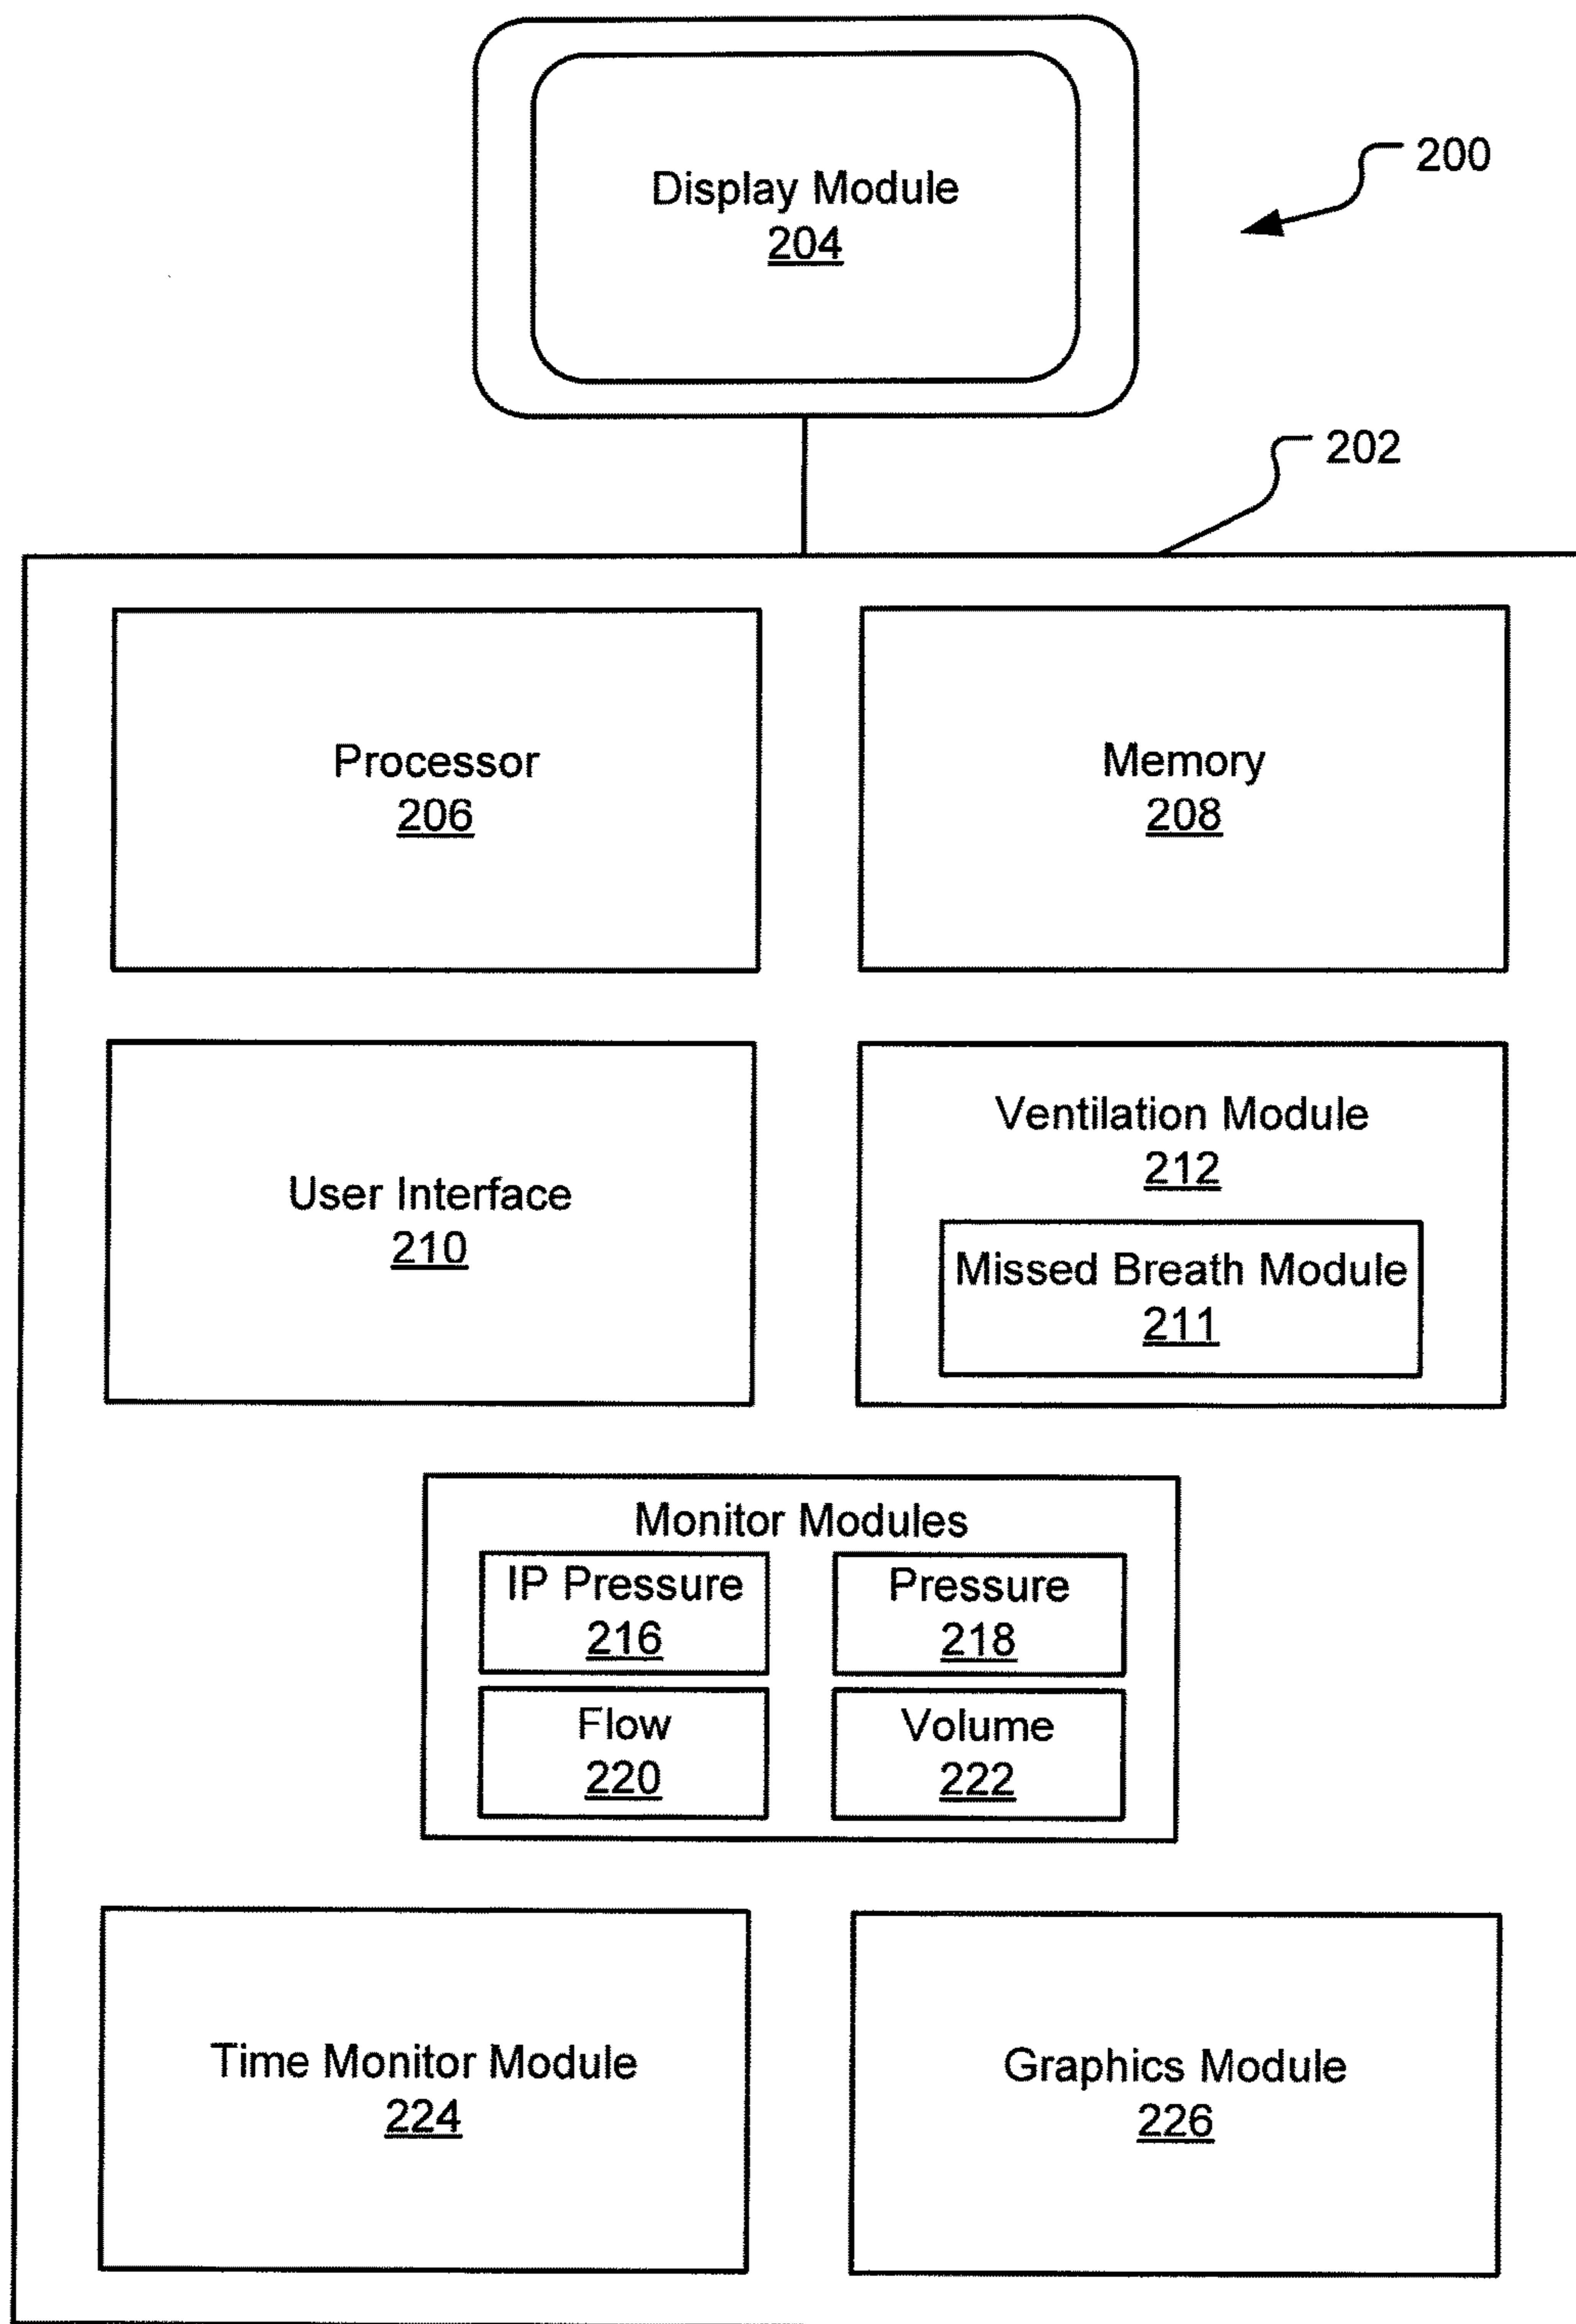 Display Module
204
200
202
Processor
206
Memory
208
User Interface
210
Ventilation Module
212
Missed Breath Module
211
Monitor Modules
IP Pressure
216
Pressure
218
Flow
220
Volume
222
Time Monitor Module
224
Graphics Module
226